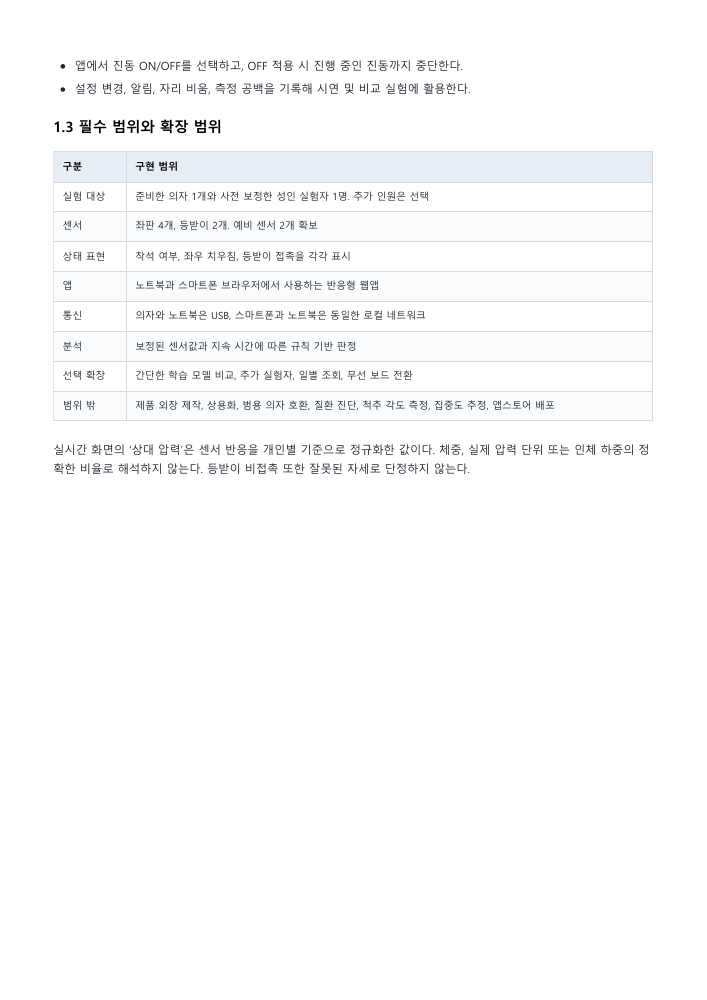 • 앱에서 진동 ON/OFF를 선택하고, OFF 적용 시 진행 중인 진동까지 중단한다.
• 설정 변경, 알림, 자리 비움, 측정 공백을 기록해 시연 및 비교 실험에 활용한다.
1.3 필수 범위와 확장 범위
구분 구현 범위
실험 대상 준비한 의자 1개와 사전 보정한 성인 실험자 1명. 추가 인원은 선택
센서 좌판 4개, 등받이 2개. 예비 센서 2개 확보
상태 표현 착석 여부, 좌우 치우침, 등받이 접촉을 각각 표시
앱 노트북과 스마트폰 브라우저에서 사용하는 반응형 웹앱
통신 의자와 노트북은 USB, 스마트폰과 노트북은 동일한 로컬 네트워크
분석 보정된 센서값과 지속 시간에 따른 규칙 기반 판정
선택 확장 간단한 학습 모델 비교, 추가 실험자, 일별 조회, 무선 보드 전환
범위 밖 제품 외장 제작, 상용화, 범용 의자 호환, 질환 진단, 척추 각도 측정, 집중도 추정, 앱스토어 배포
실시간 화면의 ‘상대 압력’은 센서 반응을 개인별 기준으로 정규화한 값이다. 체중, 실제 압력 단위 또는 인체 하중의 정
확한 비율로 해석하지 않는다. 등받이 비접촉 또한 잘못된 자세로 단정하지 않는다.